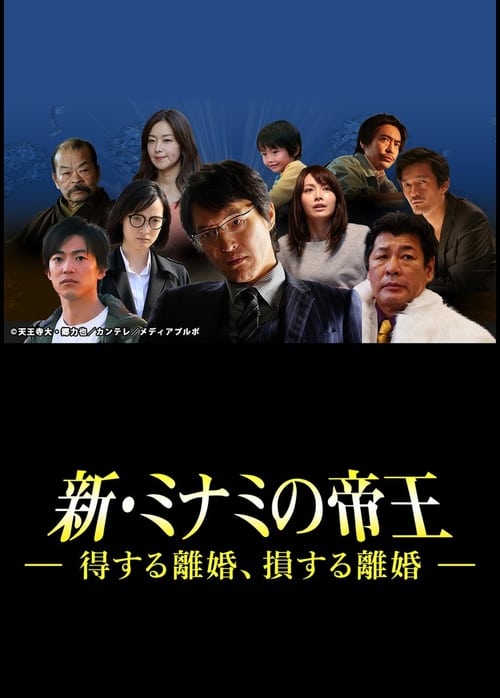 ©天王寺大・郷力也／カンテレ／メディアプルポ
新・ミナミの帝王
― 得する離婚、損する離婚 ―